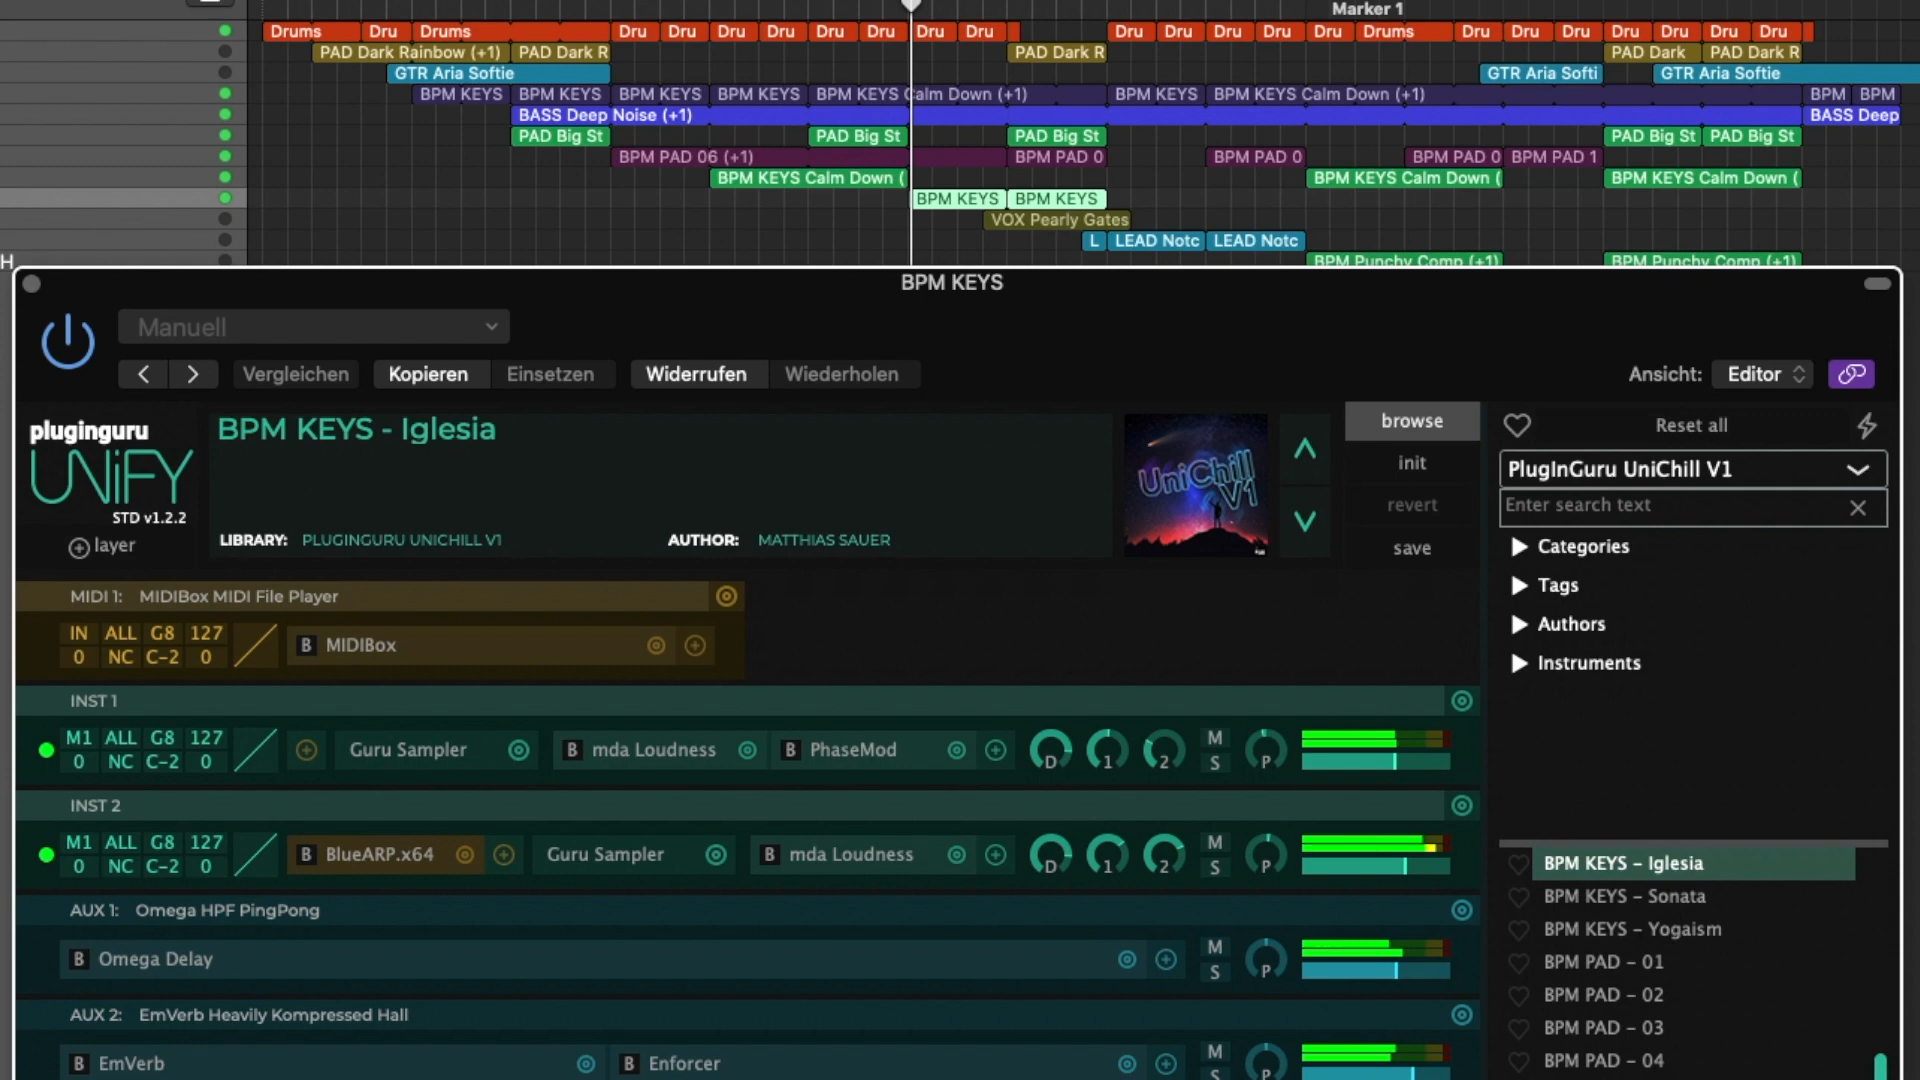 Marker 1
Drums Dru Drums Dru Dru Dru Dru Dru Dru Dru Dru Dru Dru Dru Dru Dru Drums Dru Dru Dru Dru Dru Dru Dru
PAD Dark Rainbow (+1) PAD Dark R PAD Dark R PAD Dark PAD Dark R
GTR Aria Softie GTR Aria Softi GTR Aria Softie
BPM KEYS BPM KEYS BPM KEYS BPM KEYS BPM KEYS Calm Down (+1) BPM KEYS BPM KEYS Calm Down (+1) BPM BPM
BASS Deep Noise (+1) BASS Deep
PAD Big St PAD Big St PAD Big St PAD Big St PAD Big St
BPM PAD 06 (+1) BPM PAD 0 BPM PAD 0 BPM PAD 0 BPM PAD 1
BPM KEYS Calm Down ( BPM KEYS Calm Down ( BPM KEYS Calm Down (
BPM KEYS BPM KEYS
VOX Pearly Gates
L LEAD Notc LEAD Notc
H BPM Punchy Comp (+1) BPM Punchy Comp (+1)
BPM KEYS
Manuell
Vergleichen Kopieren Einsetzen Widerrufen Wiederholen Ansicht: Editor
pluginguru
UNiFY
STD v1.2.2
layer
BPM KEYS - Iglesia
LIBRARY: PLUGINGURU UNICHILL V1 AUTHOR: MATTHIAS SAUER
UniChill
V1
browse
init
revert
save
Reset all
PlugInGuru UniChill V1
Enter search text
Categories
Tags
Authors
Instruments
MIDI 1: MIDIBox MIDI File Player
IN ALL G8 127 B MIDIBox
0 NC C-2 0
INST 1
M1 ALL G8 127 Guru Sampler B mda Loudness B PhaseMod D 1 2 M P
0 NC C-2 0 S
INST 2
M1 ALL G8 127 B BlueARP.x64 Guru Sampler B mda Loudness D 1 2 M P
0 NC C-2 0 S
AUX 1: Omega HPF PingPong
B Omega Delay M P
S
AUX 2: EmVerb Heavily Kompressed Hall
B EmVerb B Enforcer M P
S
BPM KEYS – Iglesia
BPM KEYS – Sonata
BPM KEYS – Yogaism
BPM PAD – 01
BPM PAD – 02
BPM PAD – 03
BPM PAD – 04